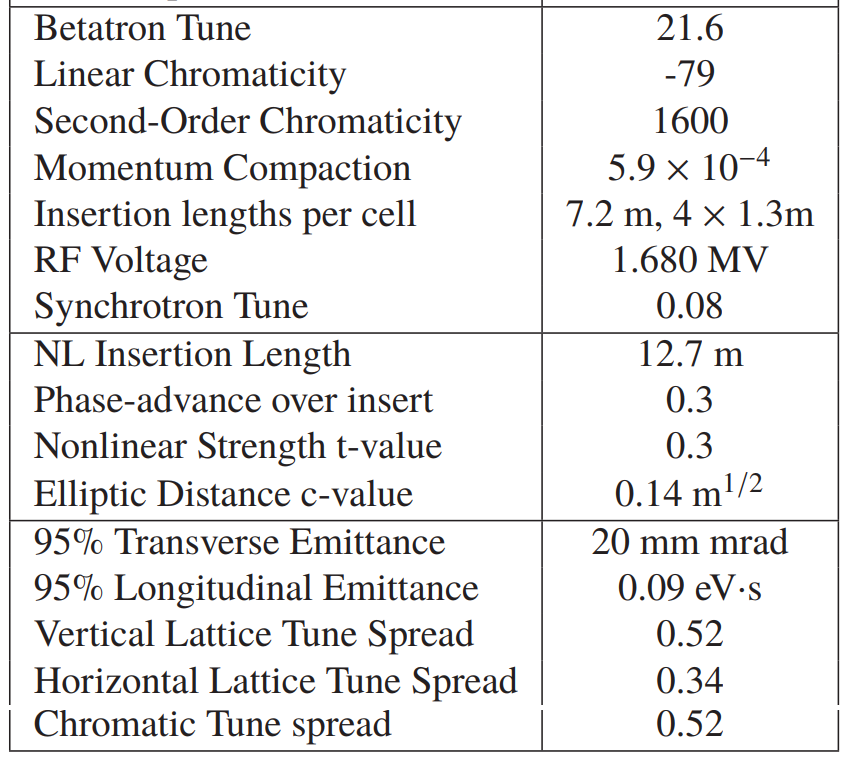 Betatron Tune 21.6
Linear Chromaticity -79
Second-Order Chromaticity 1600
Momentum Compaction 5.9 × 10⁻⁴
Insertion lengths per cell 7.2 m, 4 × 1.3m
RF Voltage 1.680 MV
Synchrotron Tune 0.08
NL Insertion Length 12.7 m
Phase-advance over insert 0.3
Nonlinear Strength t-value 0.3
Elliptic Distance c-value 0.14 m^1/2
95% Transverse Emittance 20 mm mrad
95% Longitudinal Emittance 0.09 eV·s
Vertical Lattice Tune Spread 0.52
Horizontal Lattice Tune Spread 0.34
Chromatic Tune spread 0.52